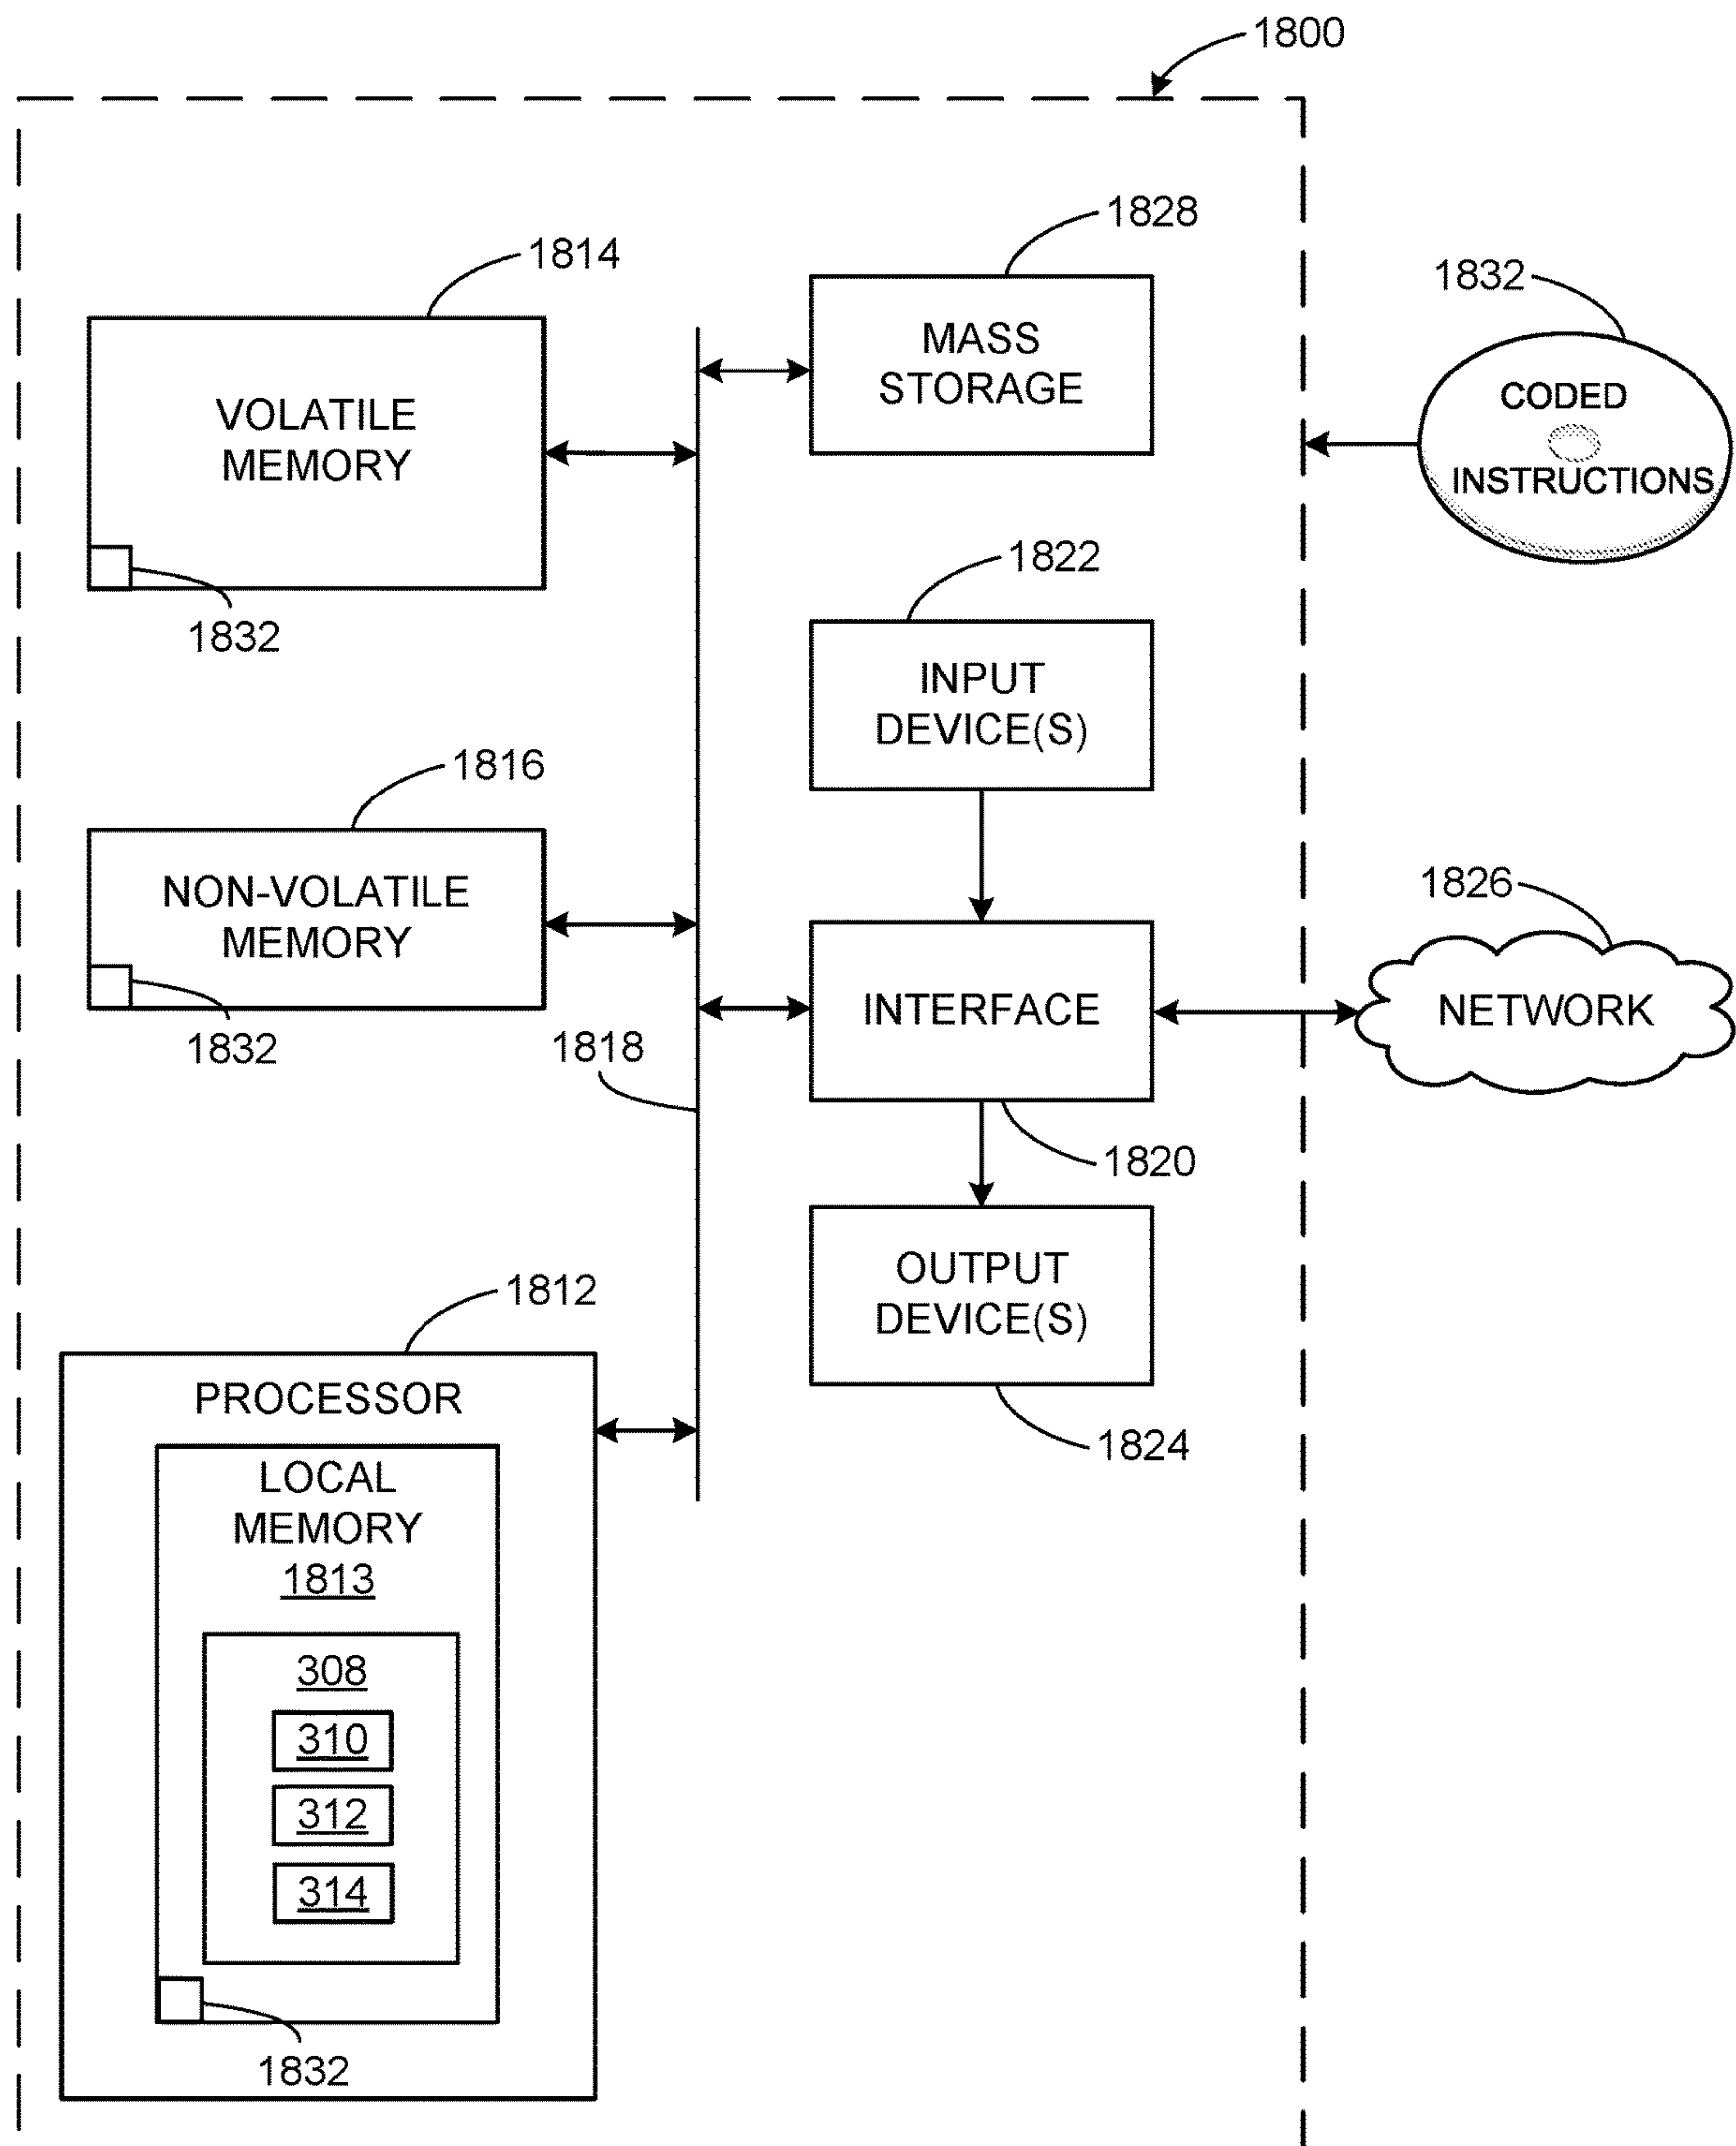 1800
1828
1814
1832
MASS
STORAGE
CODED
INSTRUCTIONS
VOLATILE
MEMORY
1822
1832
INPUT
DEVICE(S)
1816
1826
NON-VOLATILE
MEMORY
INTERFACE
NETWORK
1832
1818
1820
OUTPUT
DEVICE(S)
1812
PROCESSOR
1824
LOCAL
MEMORY
1813
308
310
312
314
1832